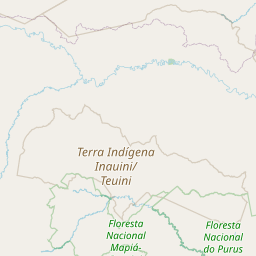 Terra Indígena
Inauini/
Teuini
Floresta
Nacional
Mapiá-
Floresta
Nacional
do Purus